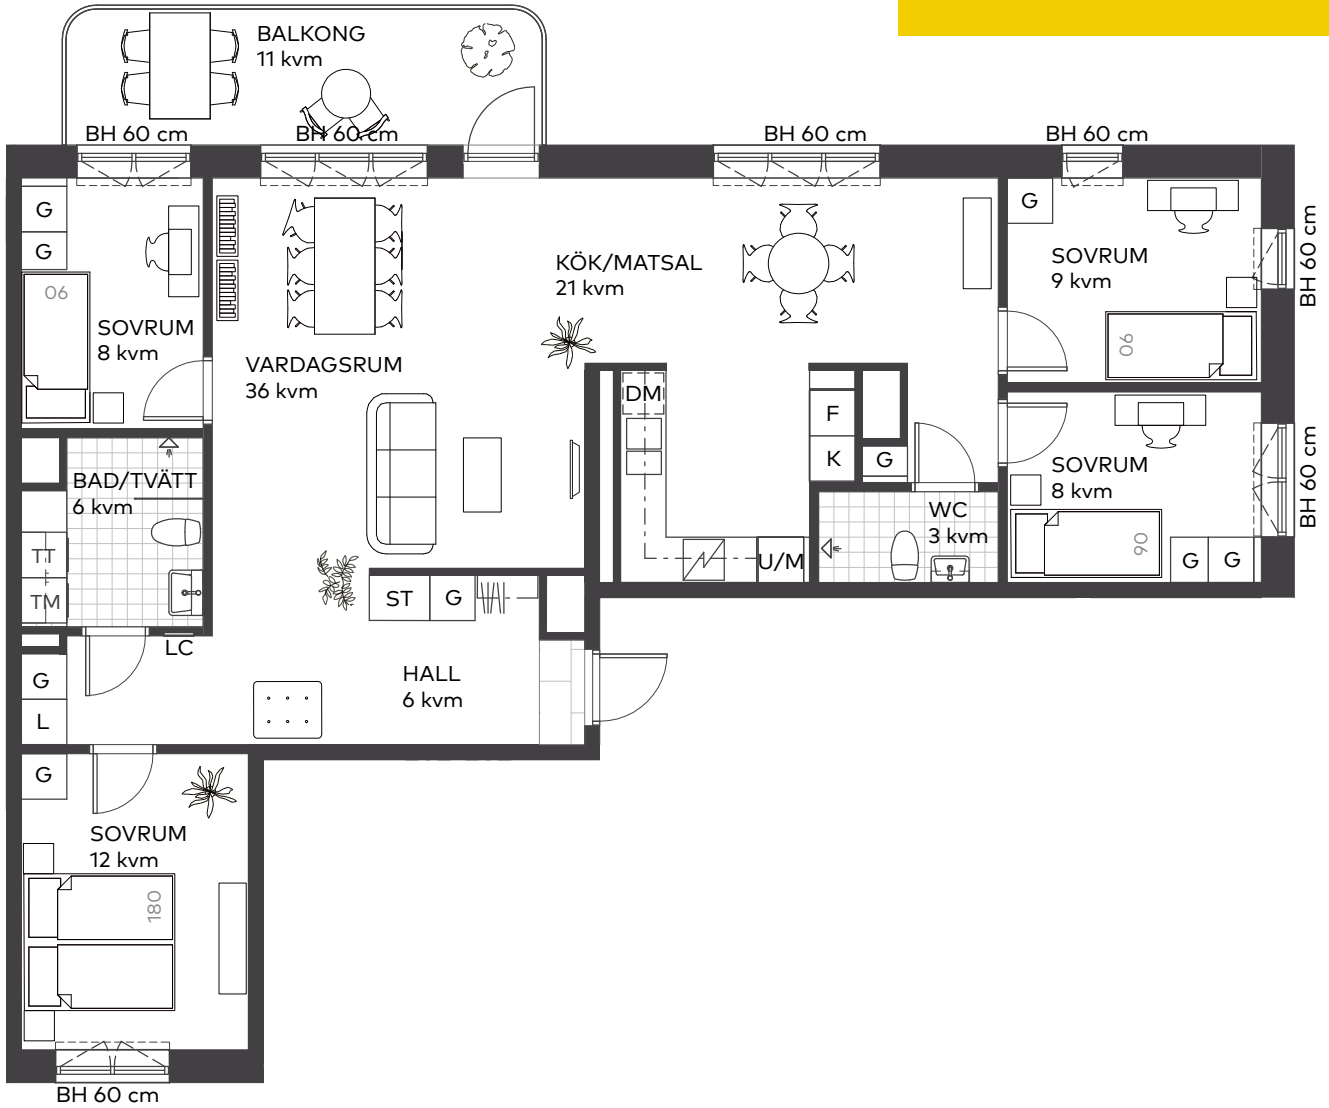 BALKONG
11 kvm
BH 60 cm
BH 60 cm
BH 60 cm
BH 60 cm
G
G
90
SOVRUM
8 kvm
VARDAGSRUM
36 kvm
KÖK/MATSAL
21 kvm
G
SOVRUM
9 kvm
90
BH 60 cm
DM
F
K
G
SOVRUM
8 kvm
90
G
G
BH 60 cm
BAD/TVÄTT
6 kvm
TT
TM
LC
WC
3 kvm
U/M
ST
G
HALL
6 kvm
G
L
G
SOVRUM
12 kvm
180
BH 60 cm